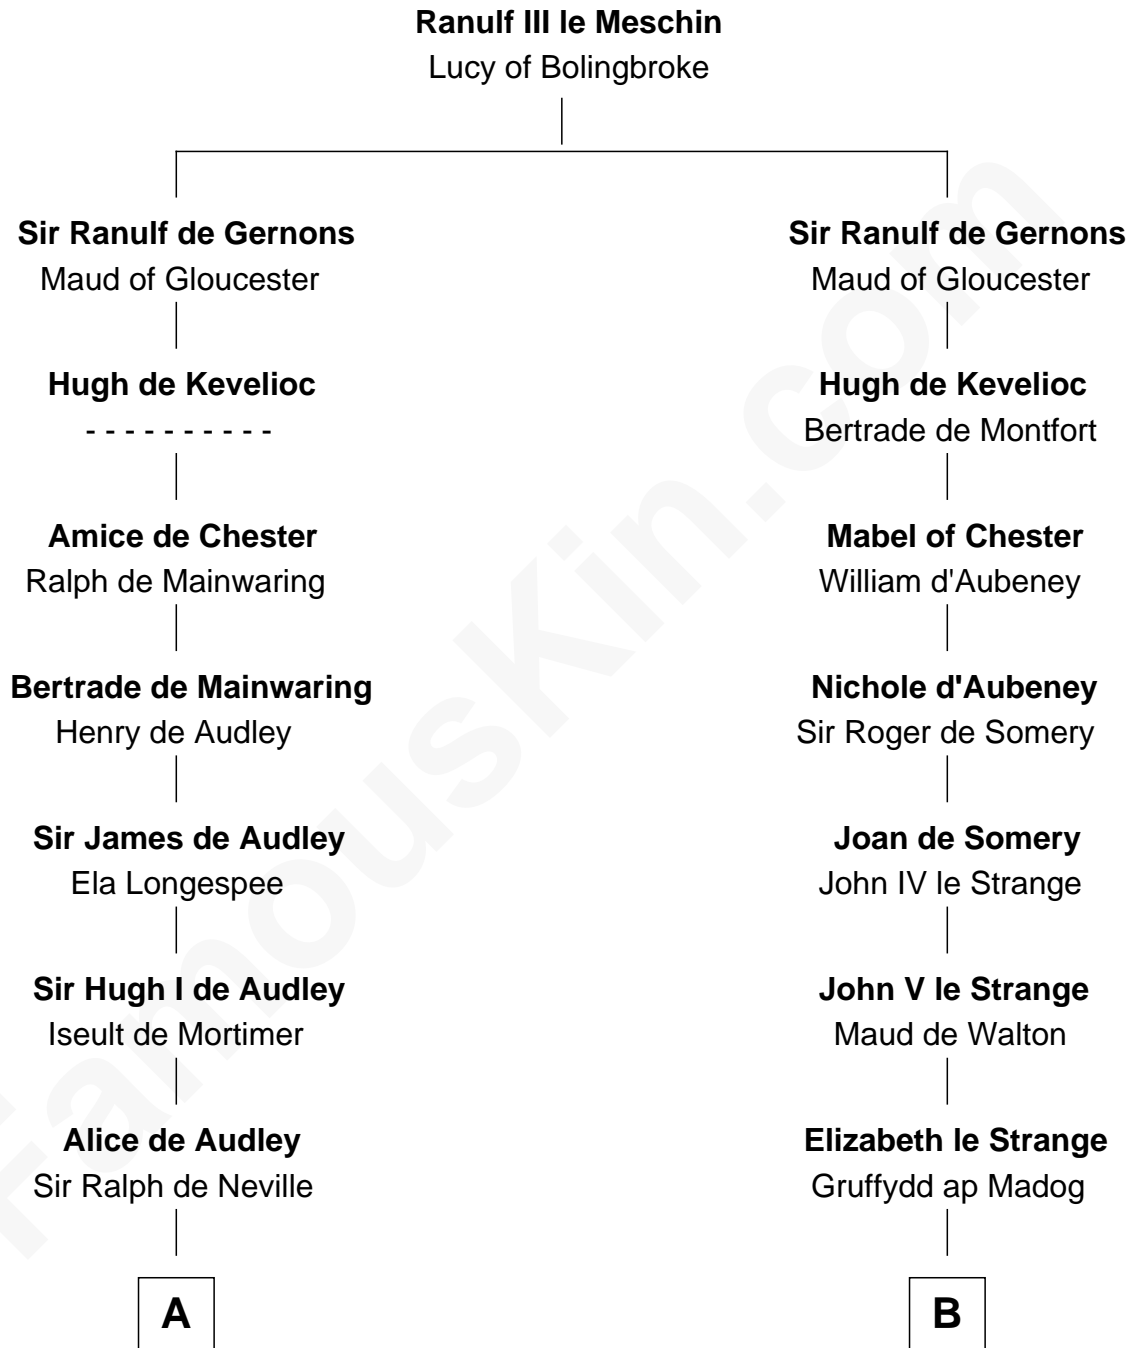 Ranulf III le Meschin
Lucy of Bolingbroke
Sir Ranulf de Gernons
Maud of Gloucester
Hugh de Kevelioc
- - - - - - - - - -
Amice de Chester
Ralph de Mainwaring
Bertrade de Mainwaring
Henry de Audley
Sir James de Audley
Ela Longespee
Sir Hugh I de Audley
Iseult de Mortimer
Alice de Audley
Sir Ralph de Neville
A
Sir Ranulf de Gernons
Maud of Gloucester
Hugh de Kevelioc
Bertrade de Montfort
Mabel of Chester
William d'Aubeney
Nichole d'Aubeney
Sir Roger de Somery
Joan de Somery
John IV le Strange
John V le Strange
Maud de Walton
Elizabeth le Strange
Gruffydd ap Madog
B
FamousKin.com